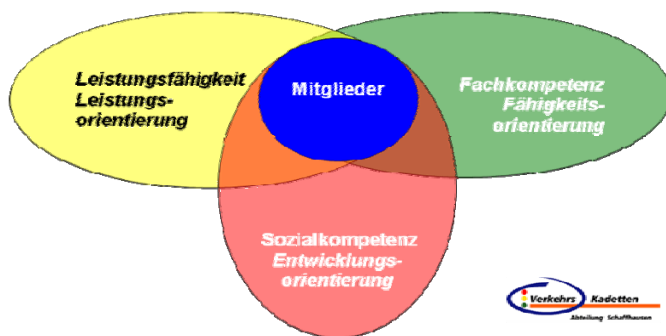 Leistungsfähigkeit
Leistungs-
orientierung
Mitglieder
Fachkompetenz
Fähigkeits-
orientierung
Sozialkompetenz
Entwicklungs-
orientierung
Verkehrs Kadetten
Abteilung Schaffhausen